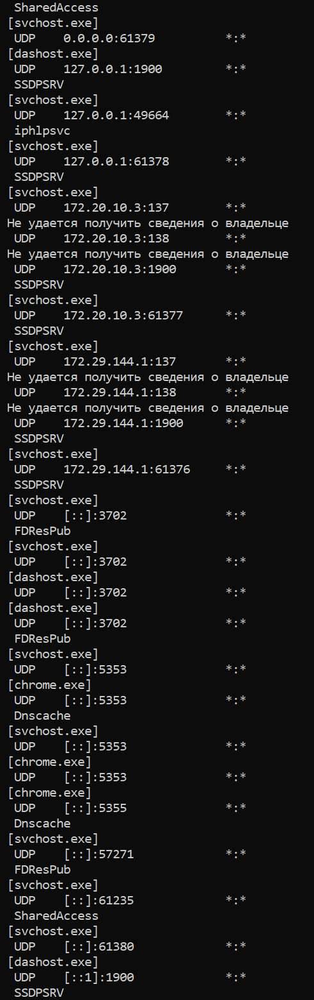 SharedAccess
[svchost.exe]
UDP    0.0.0.0:61379          *:*
[dashost.exe]
UDP    127.0.0.1:1900         *:*
SSDPSRV
[svchost.exe]
UDP    127.0.0.1:49664        *:*
iphlpsvc
[svchost.exe]
UDP    127.0.0.1:61378        *:*
SSDPSRV
[svchost.exe]
UDP    172.20.10.3:137        *:*
Не удается получить сведения о владельце
UDP    172.20.10.3:138        *:*
Не удается получить сведения о владельце
UDP    172.20.10.3:1900       *:*
SSDPSRV
[svchost.exe]
UDP    172.20.10.3:61377      *:*
SSDPSRV
[svchost.exe]
UDP    172.29.144.1:137       *:*
Не удается получить сведения о владельце
UDP    172.29.144.1:138       *:*
Не удается получить сведения о владельце
UDP    172.29.144.1:1900      *:*
SSDPSRV
[svchost.exe]
UDP    172.29.144.1:61376     *:*
SSDPSRV
[svchost.exe]
UDP    [::]:3702              *:*
FDResPub
[svchost.exe]
UDP    [::]:3702              *:*
[dashost.exe]
UDP    [::]:3702              *:*
[dashost.exe]
UDP    [::]:3702              *:*
FDResPub
[svchost.exe]
UDP    [::]:5353              *:*
[chrome.exe]
UDP    [::]:5353              *:*
Dnscache
[svchost.exe]
UDP    [::]:5353              *:*
[chrome.exe]
UDP    [::]:5353              *:*
[chrome.exe]
UDP    [::]:5355              *:*
Dnscache
[svchost.exe]
UDP    [::]:57271             *:*
FDResPub
[svchost.exe]
UDP    [::]:61235             *:*
SharedAccess
[svchost.exe]
UDP    [::]:61380             *:*
[dashost.exe]
UDP    [::1]:1900             *:*
SSDPSRV